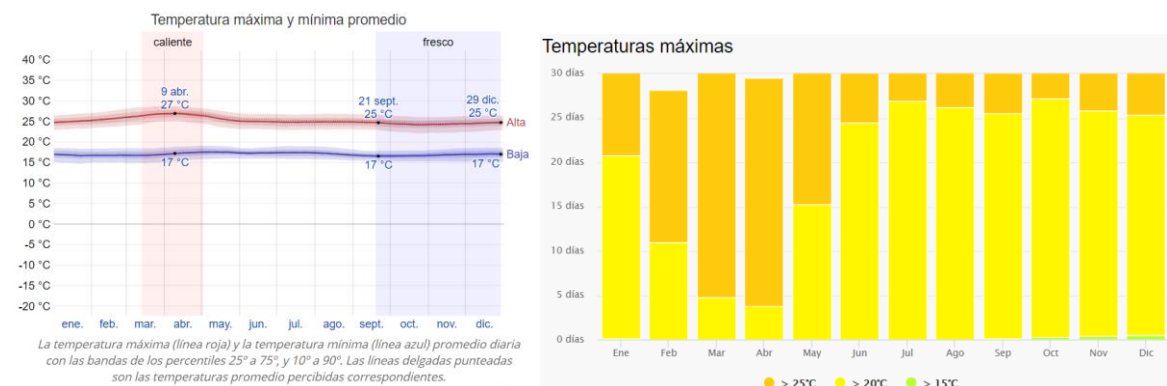 Temperatura máxima y mínima promedio
caliente
fresco
40 °C
35 °C
30 °C
25 °C
20 °C
15 °C
10 °C
5 °C
0 °C
-5 °C
-10 °C
-15 °C
-20 °C
9 abr.
27 °C
21 sept.
25 °C
29 dic.
25 °C
Alta
17 °C
17 °C
17 °C
Baja
ene. feb. mar. abr. may. jun. jul. ago. sept. oct. nov. dic.
La temperatura máxima (línea roja) y la temperatura mínima (línea azul) promedio diaria
con las bandas de los percentiles 25º a 75º, y 10º a 90º. Las líneas delgadas punteadas
son las temperaturas promedio percibidas correspondientes.
Temperaturas máximas
30 días
25 días
20 días
15 días
10 días
5 días
0 días
Ene Feb Mar Abr May Jun Jul Ago Sep Oct Nov Dic
> 25°C > 20°C > 15°C